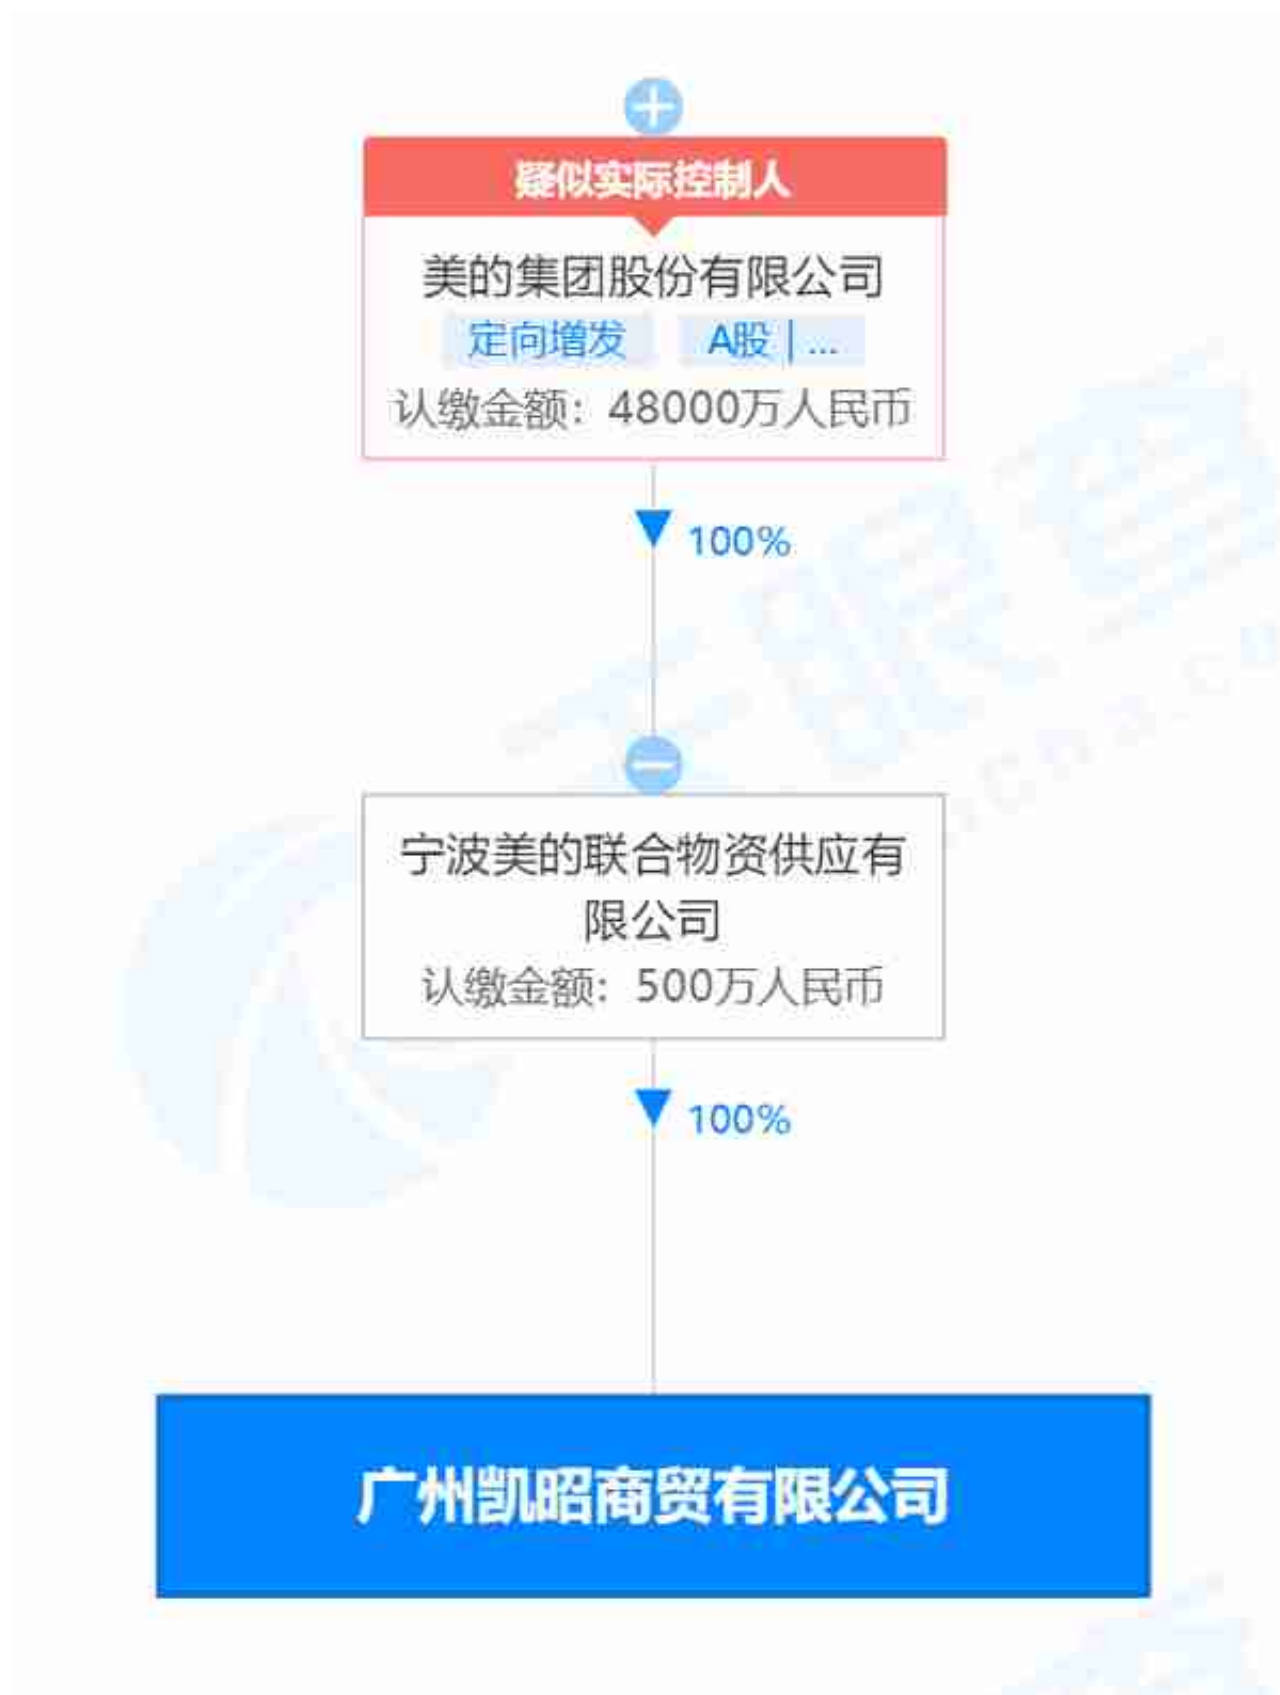 疑似实际控制人
美的集团股份有限公司
定向增发 A股 | ...
认缴金额：48000万人民币
100%
宁波美的联合物资供应有
限公司
认缴金额：500万人民币
100%
广州凯昭商贸有限公司